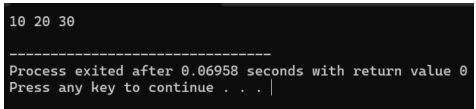 10 20 30
--------------------------------
Process exited after 0.06958 seconds with return value 0
Press any key to continue . . .